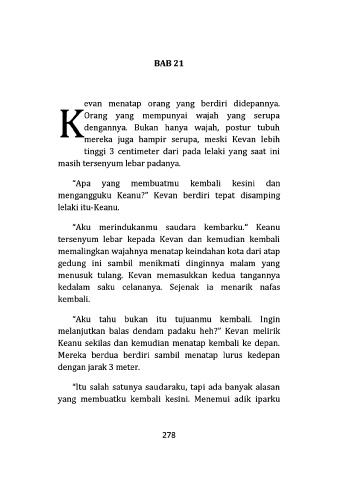 BAB 21
Kevan menatap orang yang berdiri didepannya.
Orang yang mempunyai wajah yang serupa
dengannya. Bukan hanya wajah, postur tubuh
mereka juga hampir serupa, meski Kevan lebih
tinggi 3 centimeter dari pada lelaki yang saat ini
masih tersenyum lebar padanya.
"Apa yang membuatmu kembali kesini dan
mengangguku Keanu?" Kevan berdiri tepat disamping
lelaki itu-Keanu.
"Aku merindukanmu saudara kembarku." Keanu
tersenyum lebar kepada Kevan dan kemudian kembali
memalingkan wajahnya menatap keindahan kota dari atap
gedung ini sambil menikmati dinginnya malam yang
menusuk tulang. Kevan memasukkan kedua tangannya
kedalam saku celananya. Sejenak ia menarik nafas
kembali.
"Aku tahu bukan itu tujuanmu kembali. Ingin
melanjutkan balas dendam padaku heh?" Kevan melirik
Keanu sekilas dan kemudian menatap kembali ke depan.
Mereka berdua berdiri sambil menatap lurus kedepan
dengan jarak 3 meter.
"Itu salah satunya saudaraku, tapi ada banyak alasan
yang membuatku kembali kesini. Menemui adik iparku
278